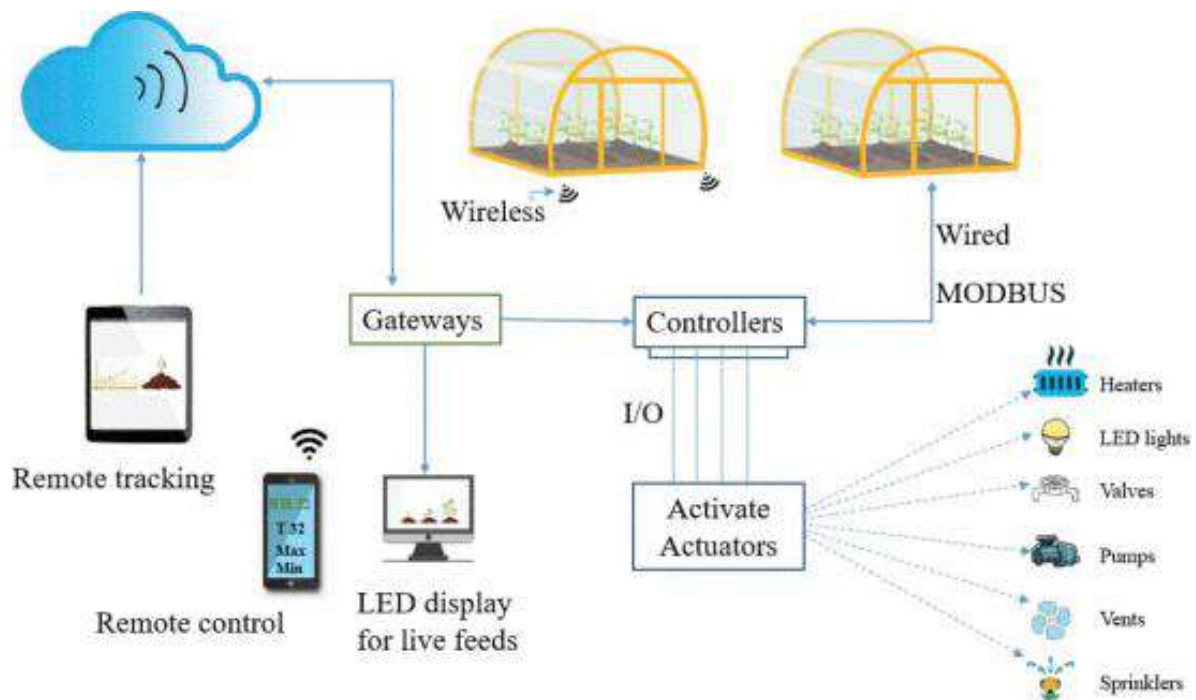 Wireless
Wired
MODBUS
Gateways
Controllers
I/O
Heaters
LED lights
Valves
Pumps
Vents
Sprinklers
Activate
Actuators
Remote tracking
T 32
Max
Min
Remote control
LED display
for live feeds